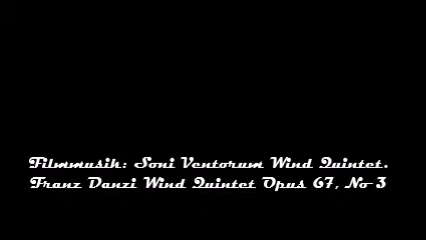 Filmmusik: Soni Ventorum Wind Quintet.
Franz Danzi Wind Quintet Opus 67, No 3